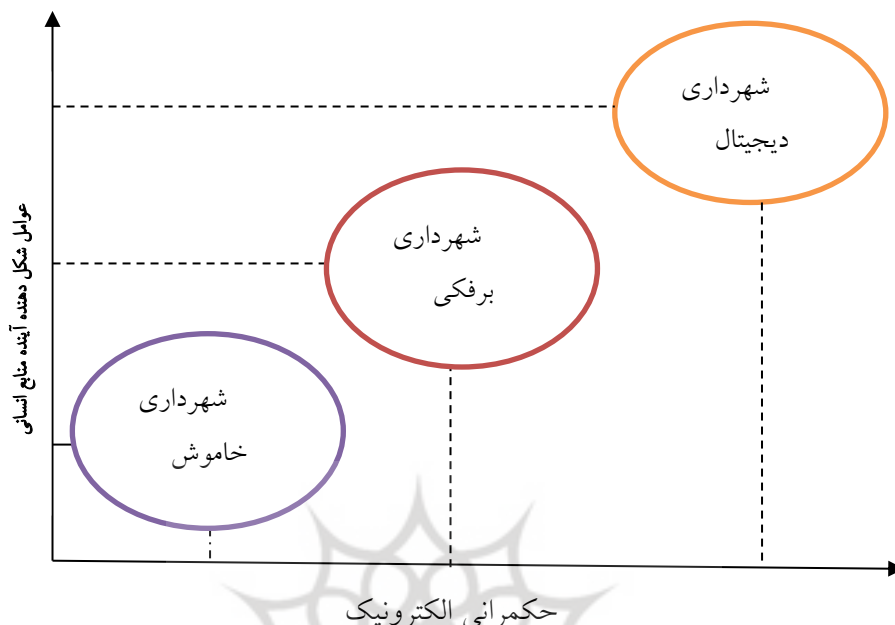 شهرداری
دیجیتال
شهرداری
برفکی
شهرداری
خاموش
عوامل شکل دهنده آینده منابع انسانی
حکمرانی الکترونیک